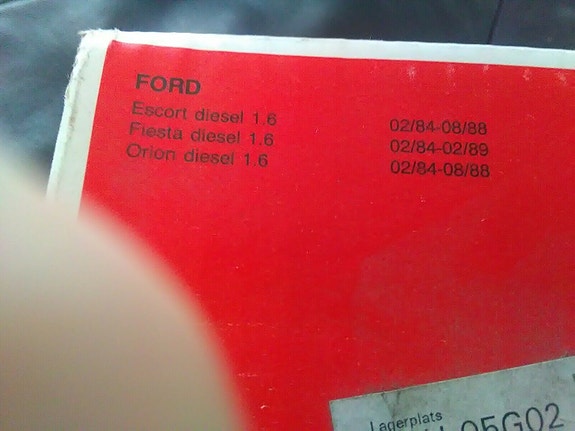 FORD
Escort diesel 1.6 02/84-08/88
Fiesta diesel 1.6 02/84-02/89
Orion diesel 1.6 02/84-08/88
Lagerplats
05G02